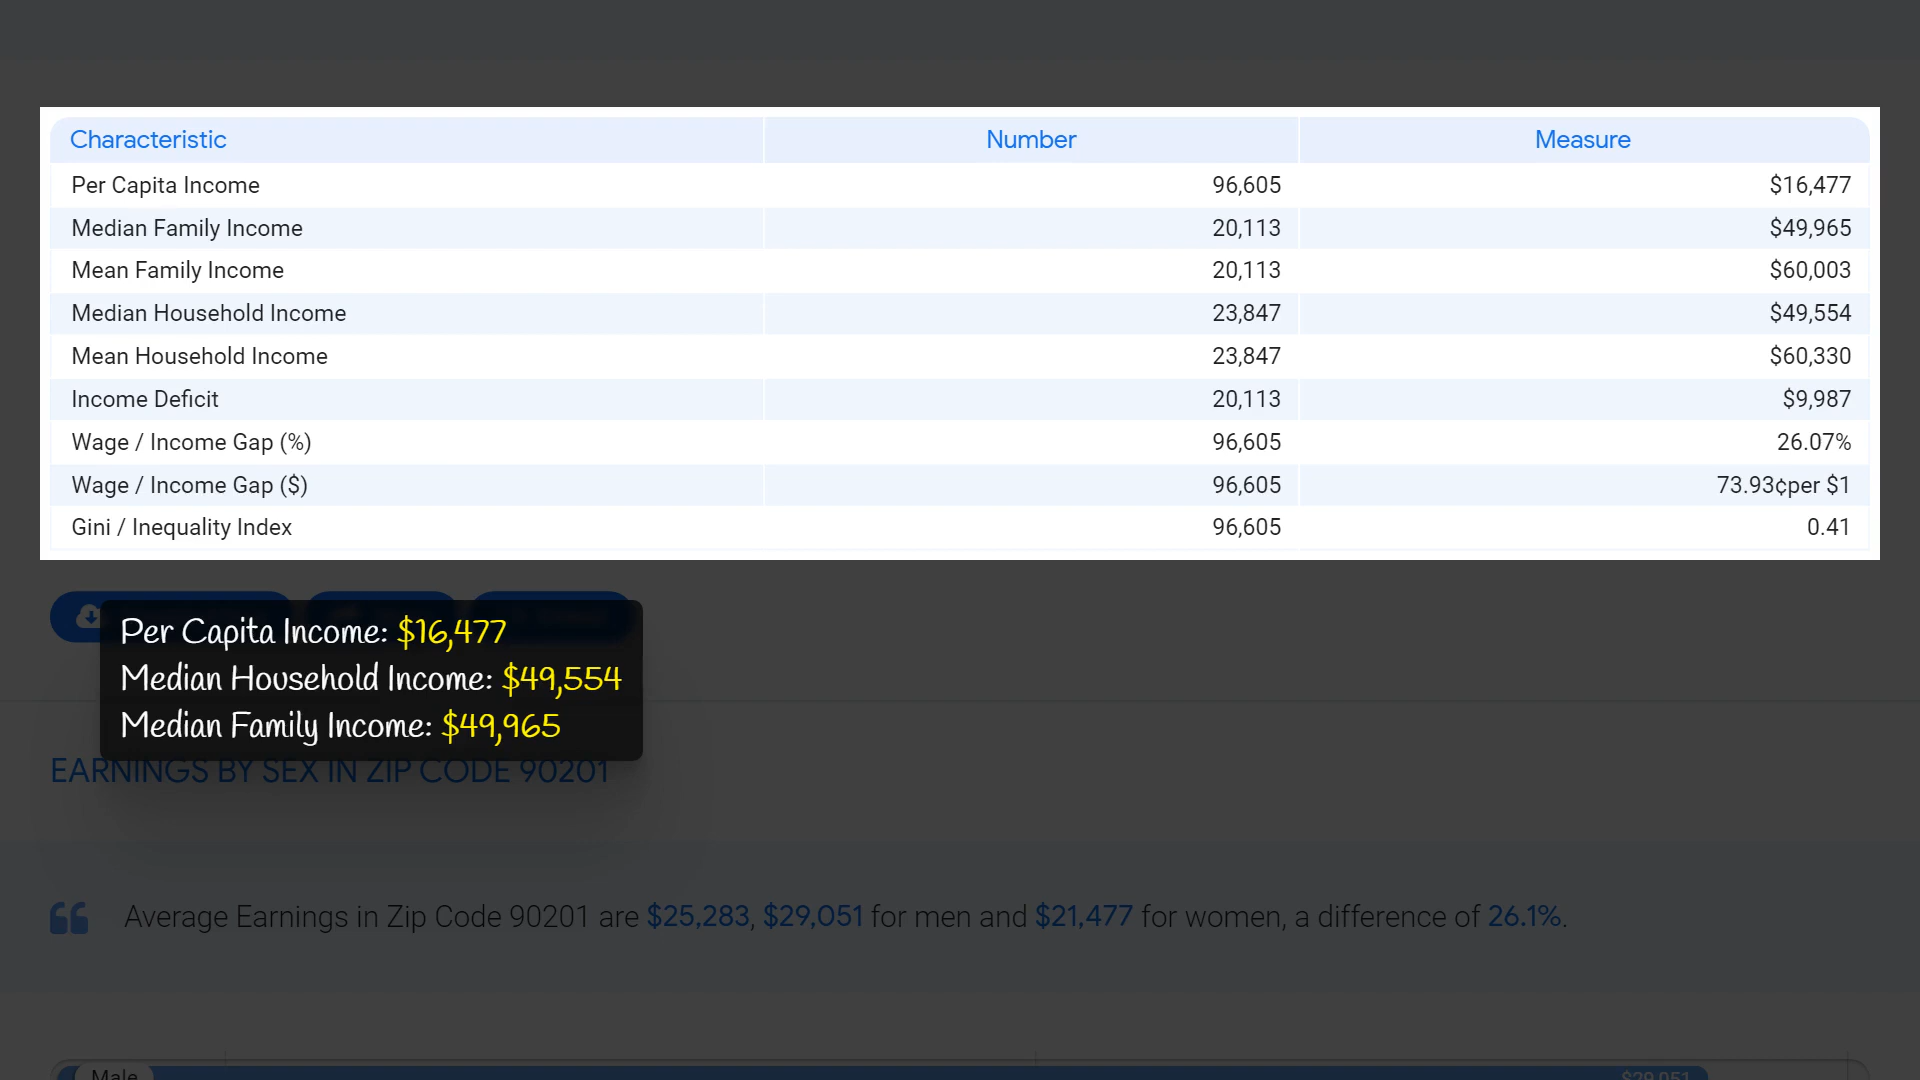 Characteristic Number Measure
Per Capita Income 96,605 $16,477
Median Family Income 20,113 $49,965
Mean Family Income 20,113 $60,003
Median Household Income 23,847 $49,554
Mean Household Income 23,847 $60,330
Income Deficit 20,113 $9,987
Wage / Income Gap (%) 96,605 26.07%
Wage / Income Gap ($) 96,605 73.93¢per $1
Gini / Inequality Index 96,605 0.41
Per Capita Income: $16,477
Median Household Income: $49,554
Median Family Income: $49,965
EARNINGS BY SEX IN ZIP CODE 90201
Average Earnings in Zip Code 90201 are $25,283, $29,051 for men and $21,477 for women, a difference of 26.1%.
Male $29,051